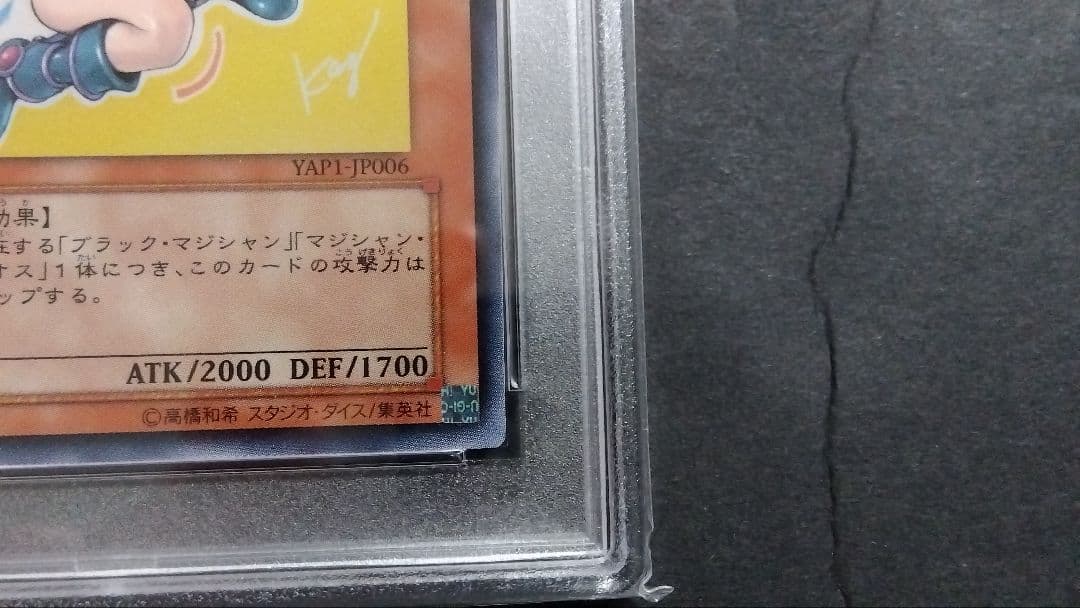 Kay
YAP1-JP006
効果】
在する「ブラック・マジシャン」「マジシャン・
オス」1体につき、このカードの攻撃力は
ップする。
ATK/2000 DEF/1700
©高橋和希 スタジオ・ダイス/集英社